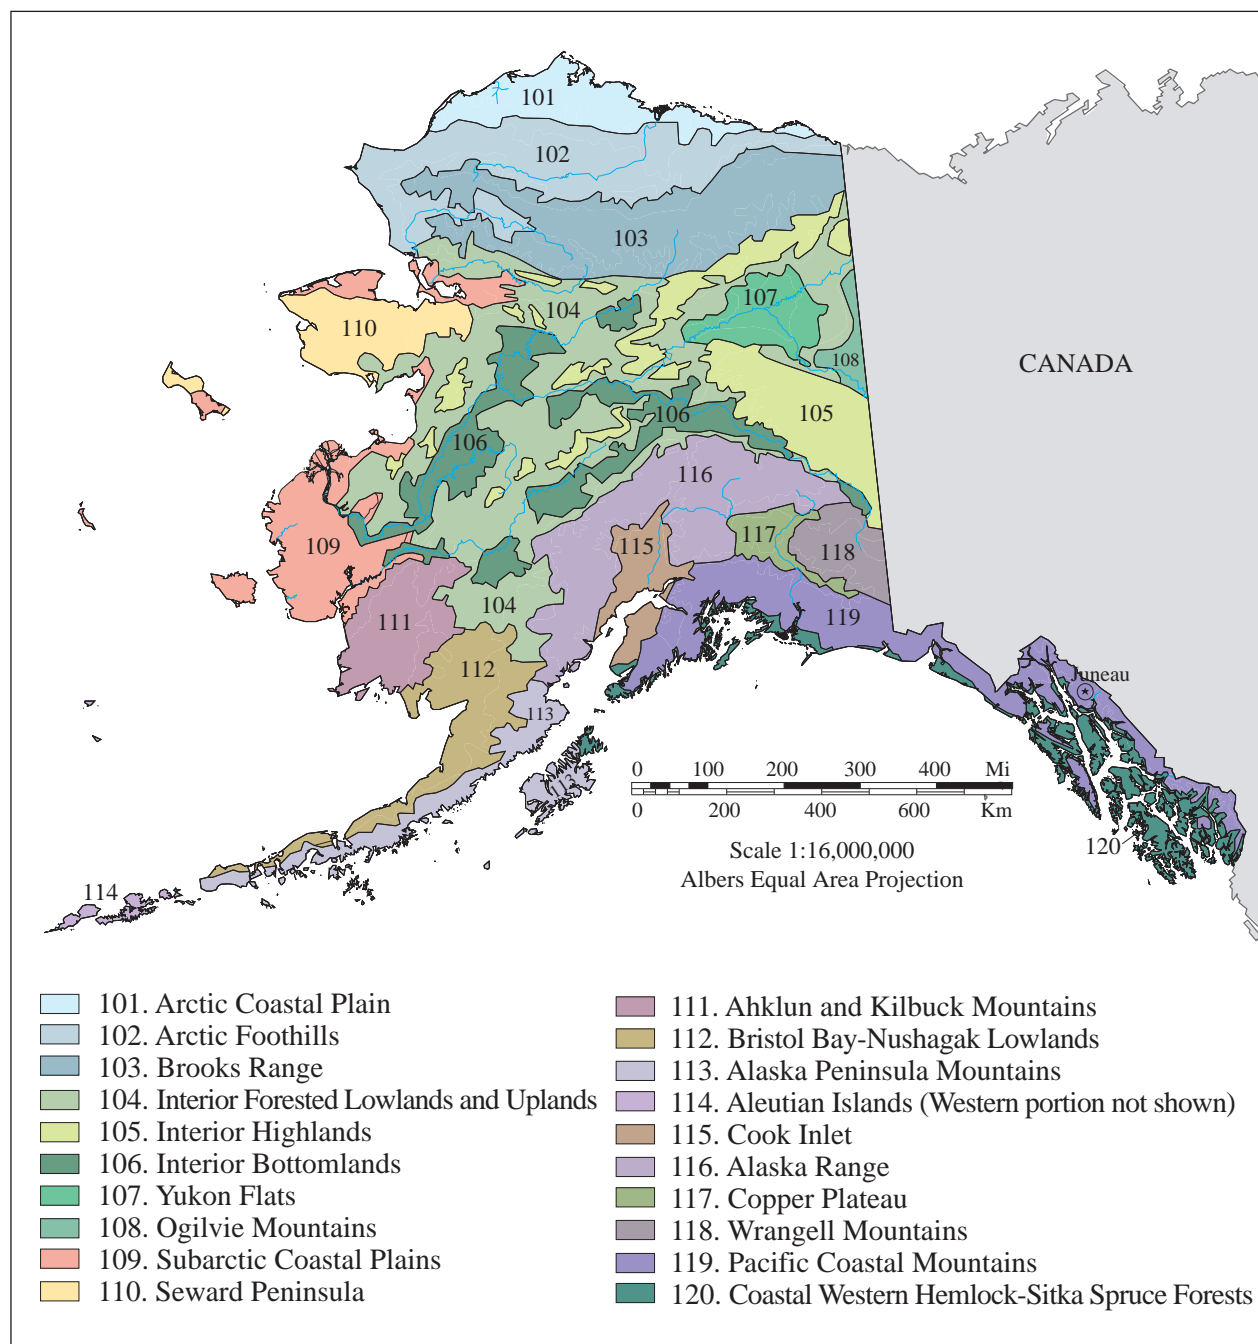 101
102
103
104
107
110
108
CANADA
105
106
106
116
109
115
117
118
104
111
119
112
Juneau
113
113
0 100 200 300 400 Mi
0 200 400 600 Km
Scale 1:16,000,000
Albers Equal Area Projection
120
114
101. Arctic Coastal Plain
102. Arctic Foothills
103. Brooks Range
104. Interior Forested Lowlands and Uplands
105. Interior Highlands
106. Interior Bottomlands
107. Yukon Flats
108. Ogilvie Mountains
109. Subarctic Coastal Plains
110. Seward Peninsula
111. Ahklun and Kilbuck Mountains
112. Bristol Bay-Nushagak Lowlands
113. Alaska Peninsula Mountains
114. Aleutian Islands (Western portion not shown)
115. Cook Inlet
116. Alaska Range
117. Copper Plateau
118. Wrangell Mountains
119. Pacific Coastal Mountains
120. Coastal Western Hemlock-Sitka Spruce Forests